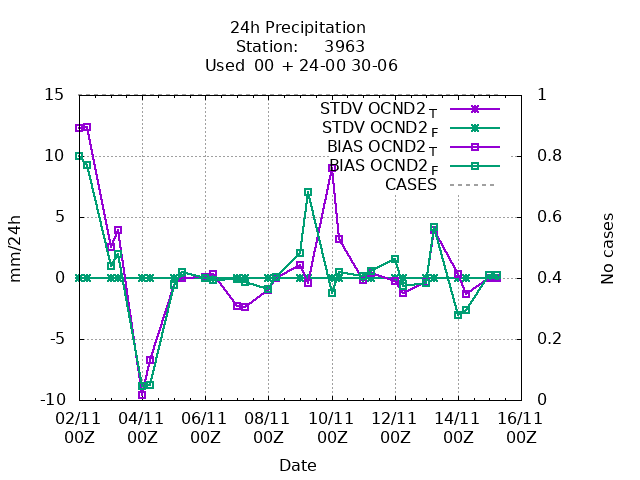 24h Precipitation
Station: 3963
Used 00 + 24-00 30-06
15 1
STDV OCND2 T
STDV OCND2 F
BIAS OCND2 T
10 0.8
BIAS OCND2 F
CASES
5 0.6
mm/24h
No cases
0 0.4
-5 0.2
-10 0
02/11 04/11 06/11 08/11 10/11 12/11 14/11 16/11
00Z 00Z 00Z 00Z 00Z 00Z 00Z 00Z
Date